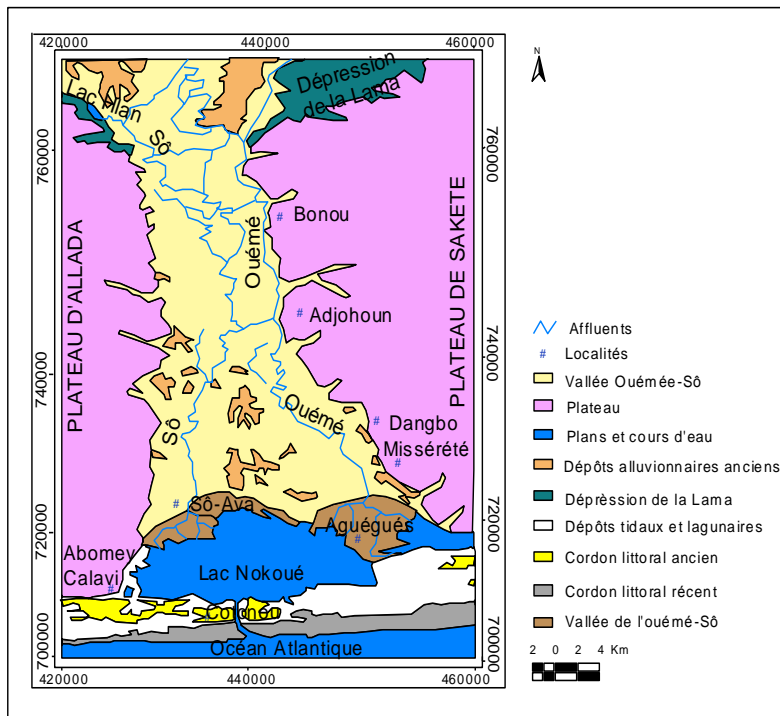 420000
440000
460000
N
Dépression
de la Lama
Lac Hlan
Sô
760000
760000
Bonou
Ouémé
PLATEAU D'ALLADA
PLATEAU DE SAKETE
Adjohoun
740000
740000
Ouémé
Sô
Dangbo
Missérété
Sô-Ava
Aguégués
720000
720000
Abomey
Calavi
Lac Nokoué
Cotonou
Océan Atlantique
700000
700000
420000
440000
460000
Affluents
# Localités
Vallée Ouémée-Sô
Plateau
Plans et cours d'eau
Dépôts alluvionnaires anciens
Déprèssion de la Lama
Dépôts tidaux et lagunaires
Cordon littoral ancien
Cordon littoral récent
Vallée de l'ouémé-Sô
2 0 2 4 Km